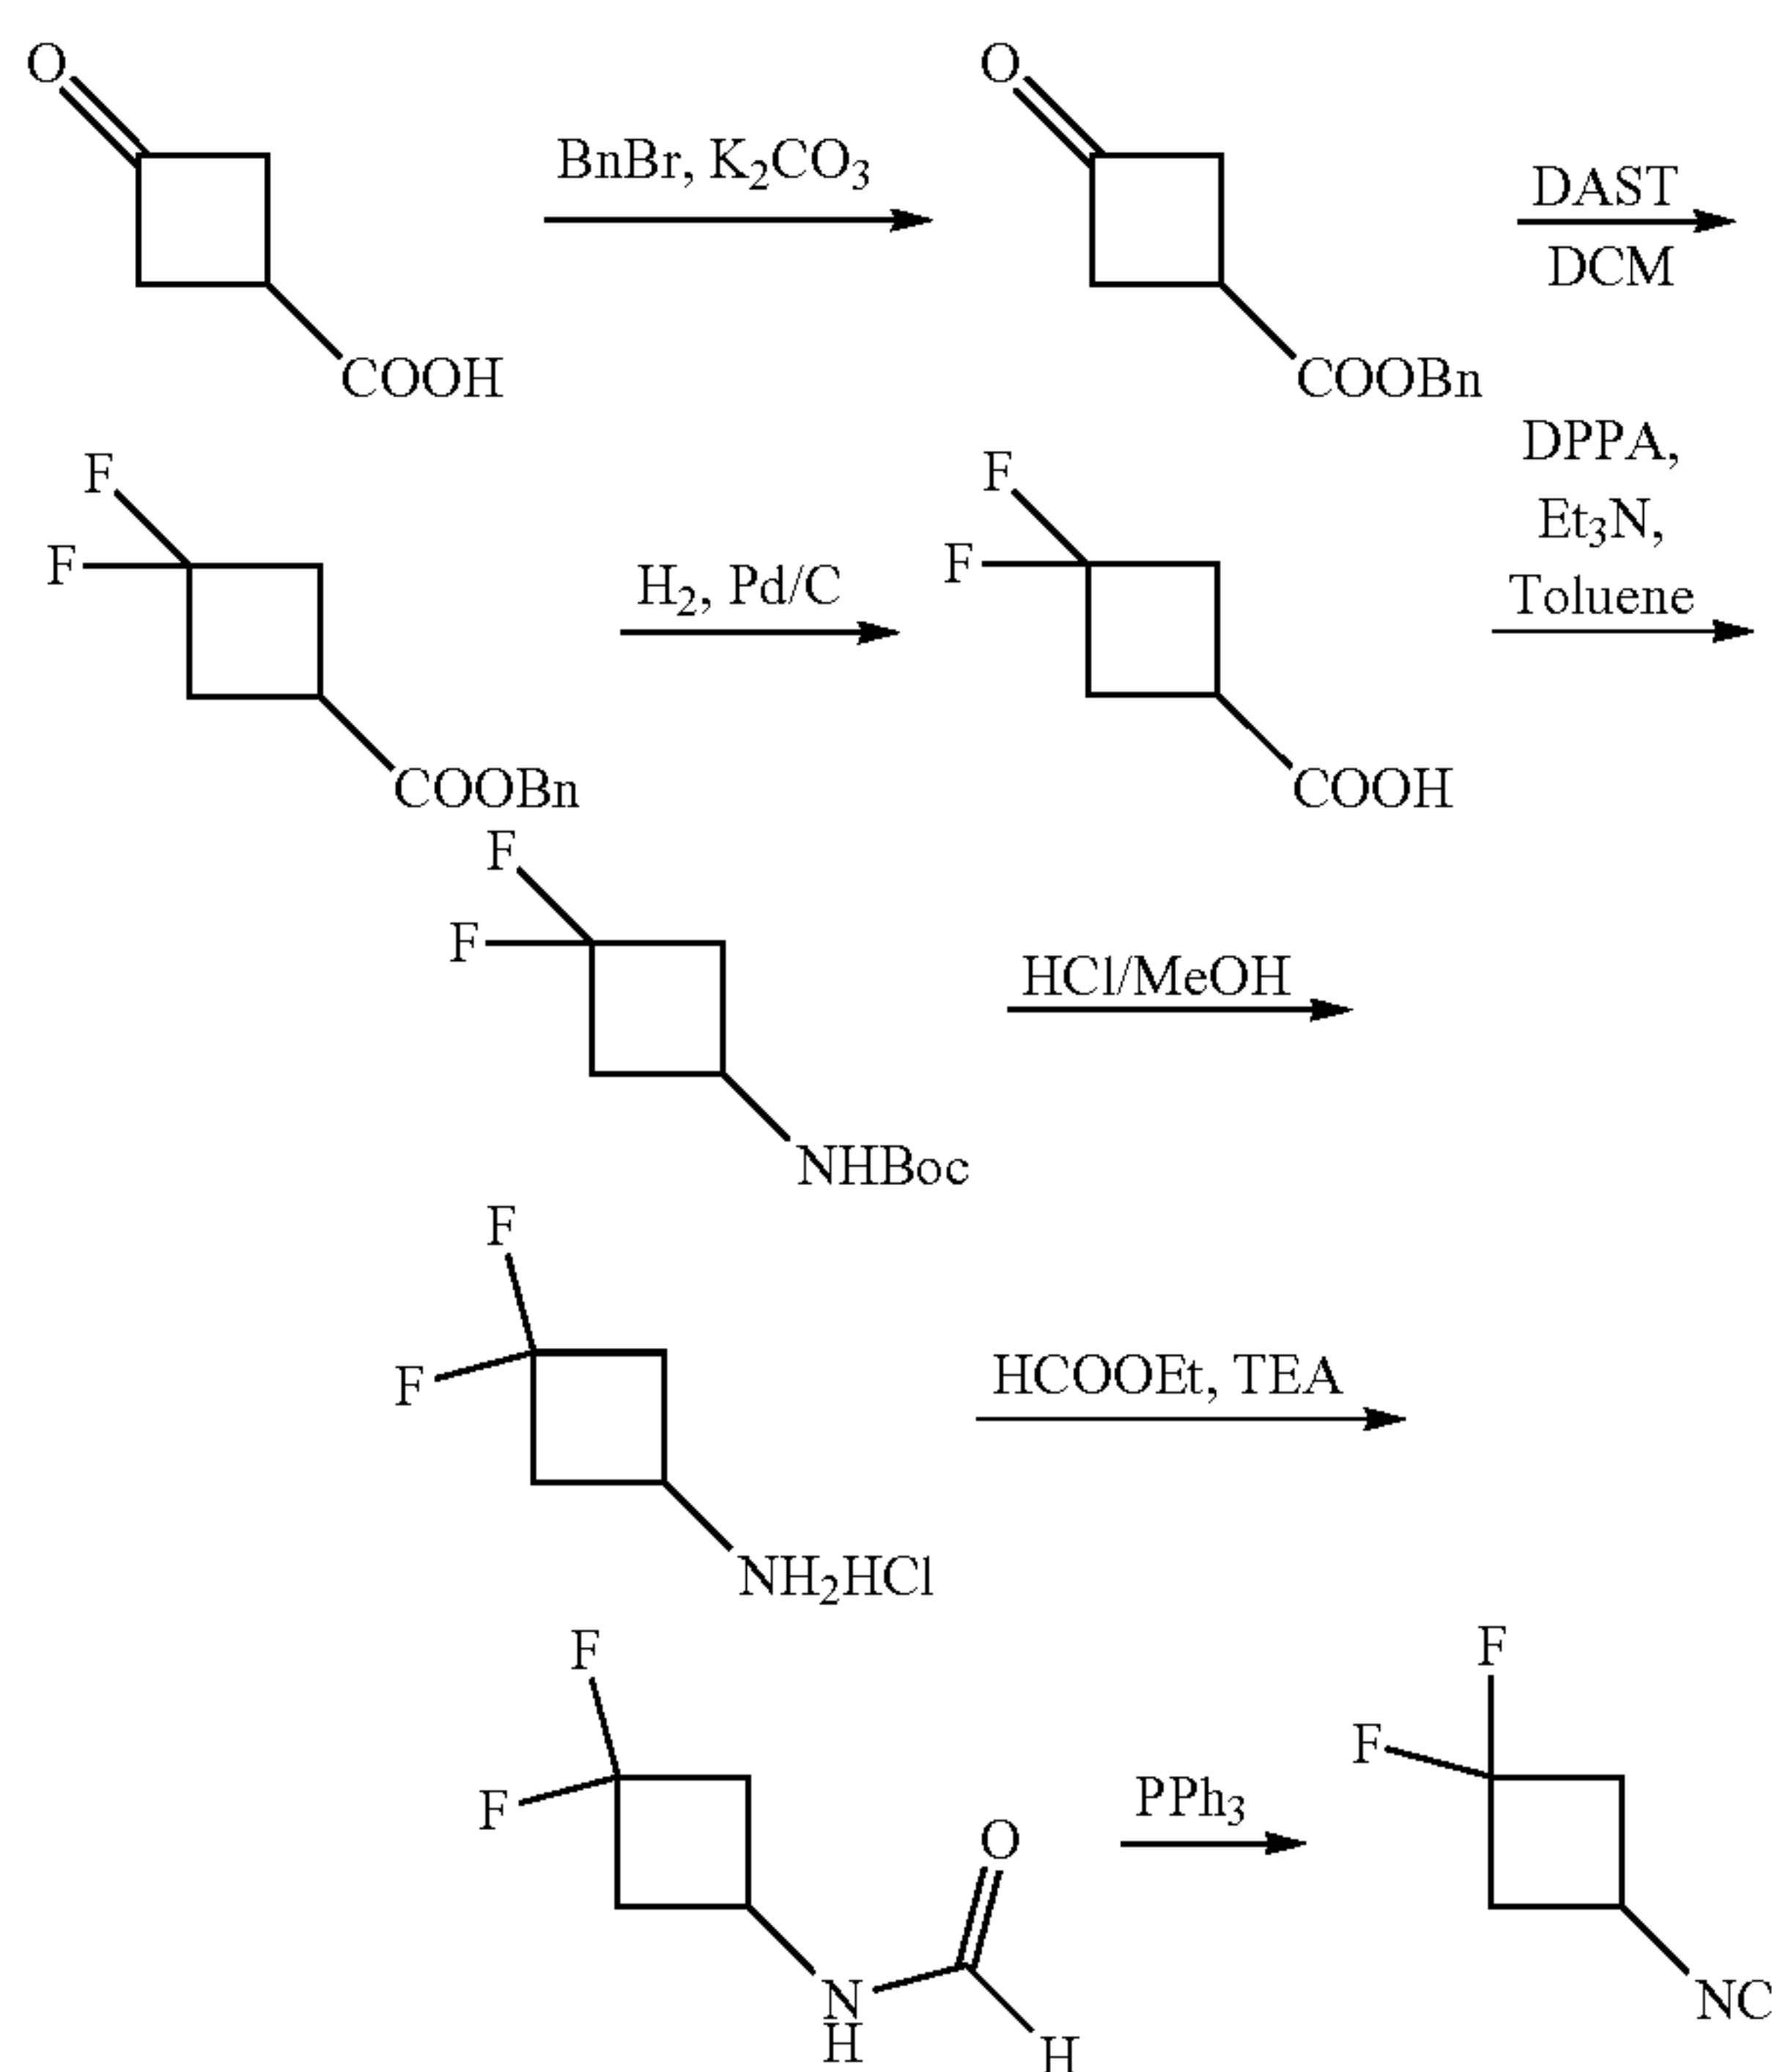 O
BnBr, K2CO3
COOH
O
COOBn
DAST
DCM
F
F
COOBn
H2, Pd/C
F
F
COOH
DPPA,
Et3N,
Toluene
F
F
NHBoc
HCl/MeOH
F
F
NH2HCl
HCOOEt, TEA
F
F
O
N
H
H
PPh3
F
F
NC